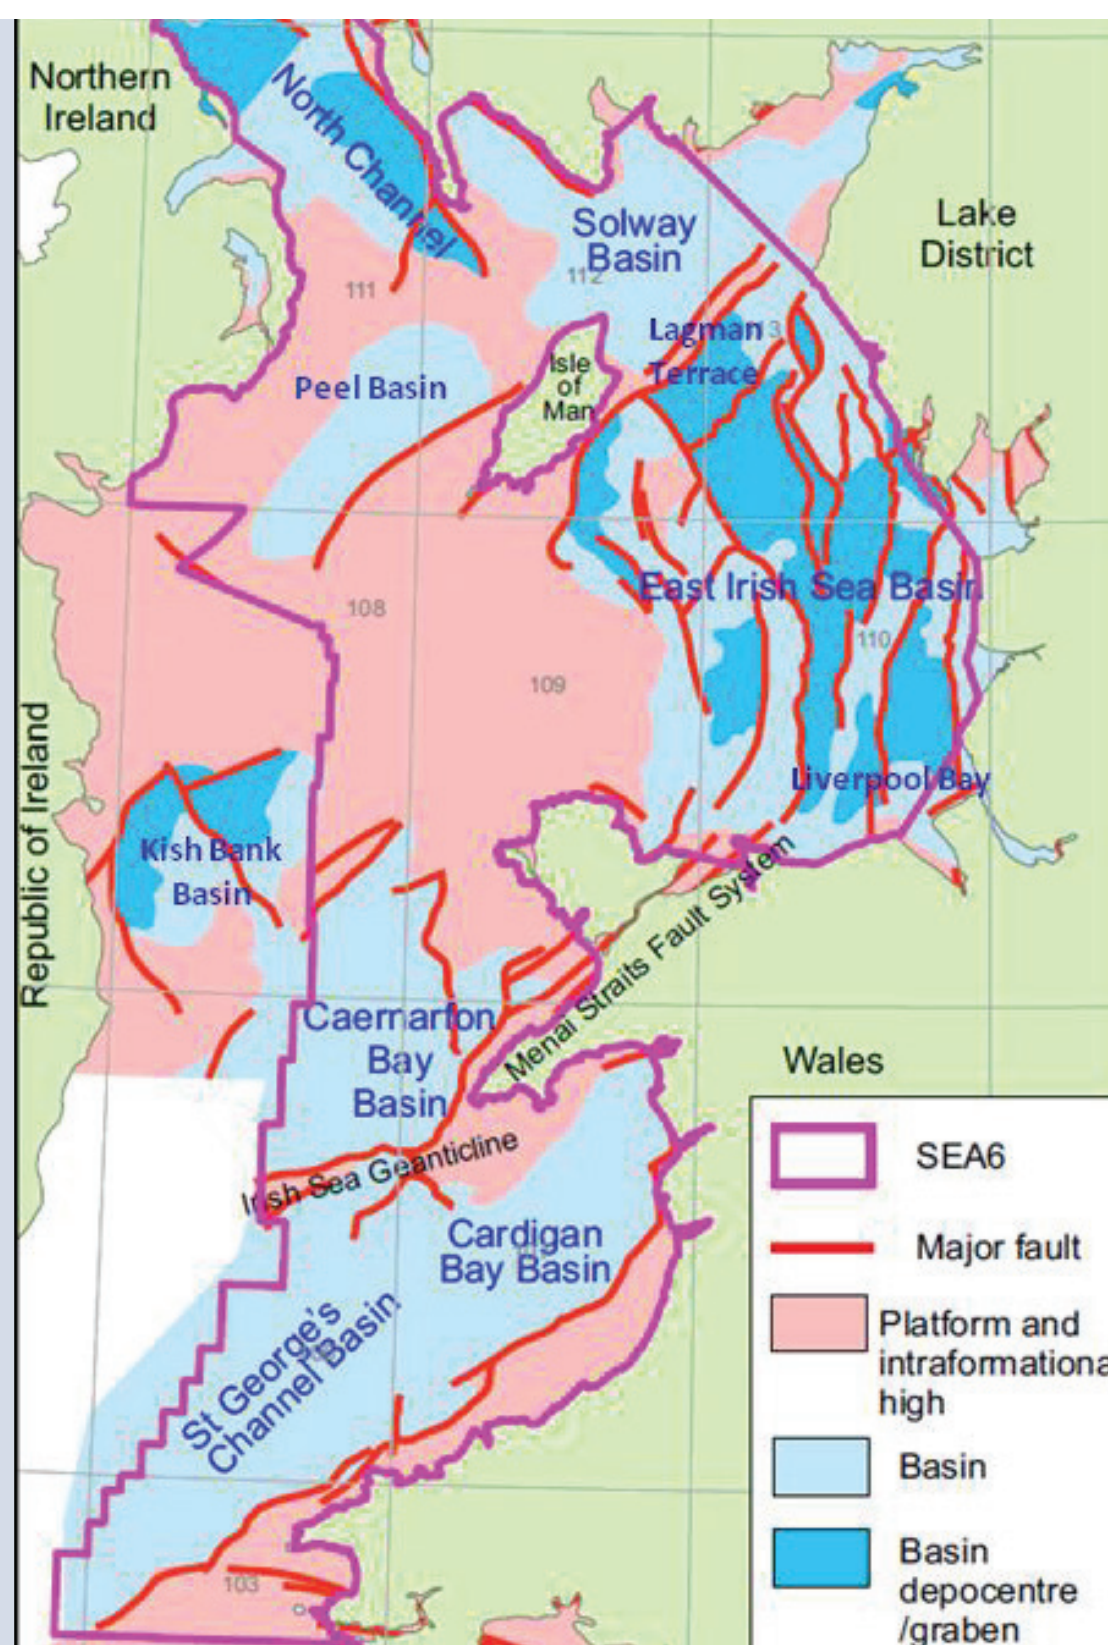 Northern
Ireland
North Channel
Solway
Basin
Lake
District
111
112
Lagman
Terrace
Isle
of
Man
Peel Basin
East Irish Sea Basin
108
110
109
Republic of Ireland
Liverpool Bay
Kish Bank
Basin
Menai Straits Fault System
Caernarfon
Bay
Basin
Wales
Irish Sea Geanticline
Cardigan
Bay Basin
St George's
Channel Basin
103
SEA6
Major fault
Platform and
intraformationa
high
Basin
Basin
depocentre
/graben